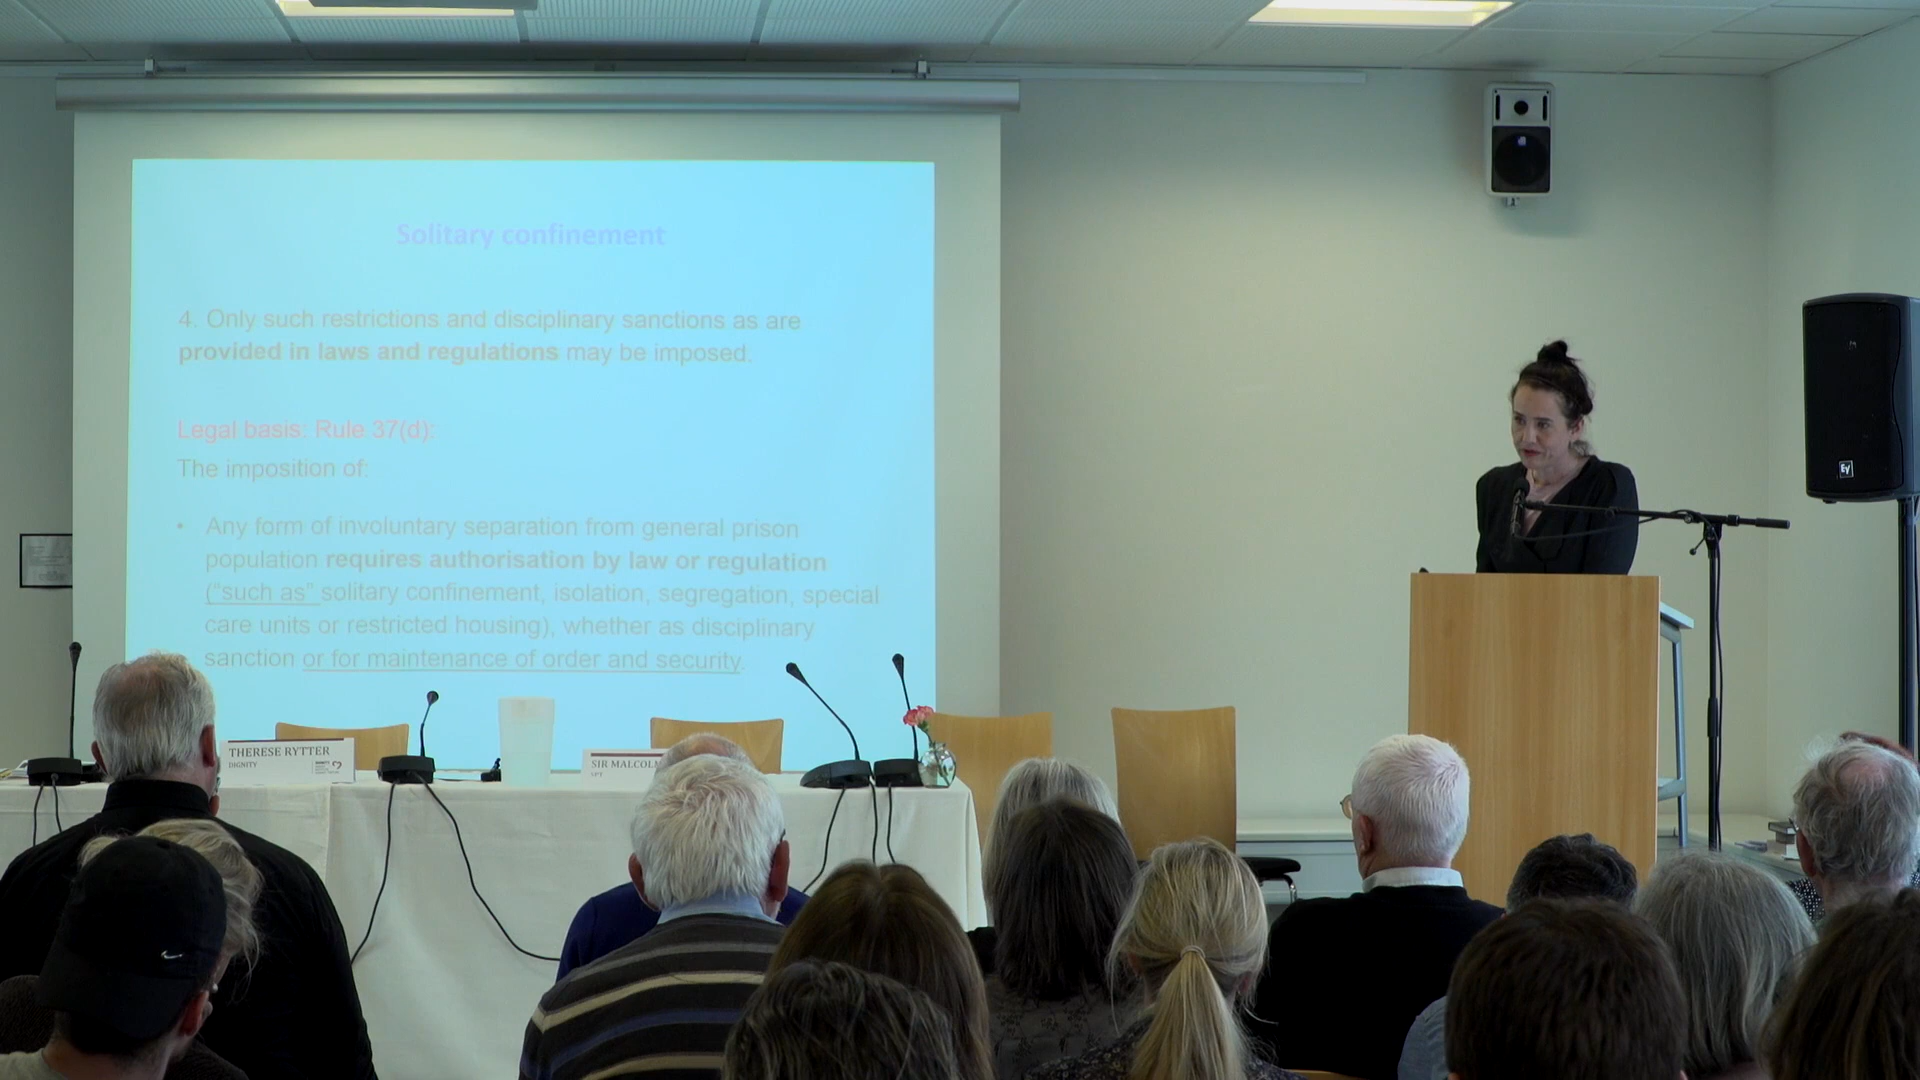 Solitary confinement
4. Only such restrictions and disciplinary sanctions as are
provided in laws and regulations may be imposed.
Legal basis: Rule 37(d):
The imposition of:
• Any form of involuntary separation from general prison
population requires authorisation by law or regulation
("such as" solitary confinement, isolation, segregation, special
care units or restricted housing), whether as disciplinary
sanction or for maintenance of order and security.
THERESE RYTTER
DIGNITY
SIR MALCOLM
SPT
EV